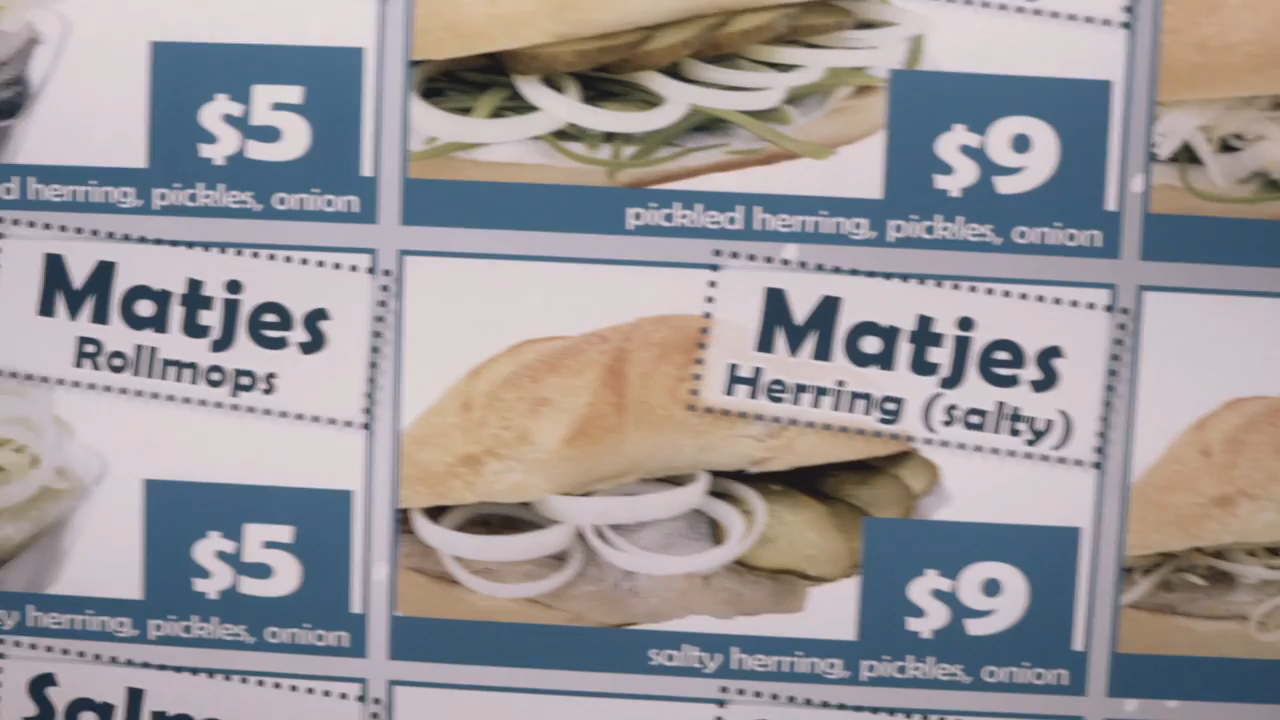 $5
herring, pickles, onion
$9
pickled herring, pickles, onion
Matjes
Rollmops
$5
herring, pickles, onion
Matjes
Herring (salty)
$9
salty herring, pickles, onion